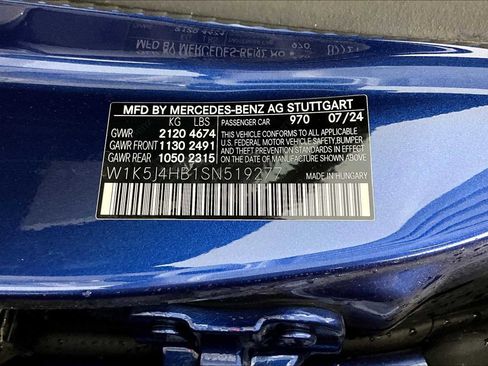 MFD BY MERCEDES-BENZ AG STUTTGART
KG LBS PASSENGER CAR 970 07/24
GVWR 2120 4674
GAWR FRONT 1130 2491
GAWR REAR 1050 2315
THIS VEHICLE CONFORMS TO ALL
APPLICABLE U.S. FEDERAL MOTOR
VEHICLE SAFETY, BUMPER,
AND THEFT PREVENTION
STANDARDS IN EFFECT ON THE DATE
OF MANUFACTURE SHOWN ABOVE.
W1K5J4HB1SN519277
MADE IN HUNGARY